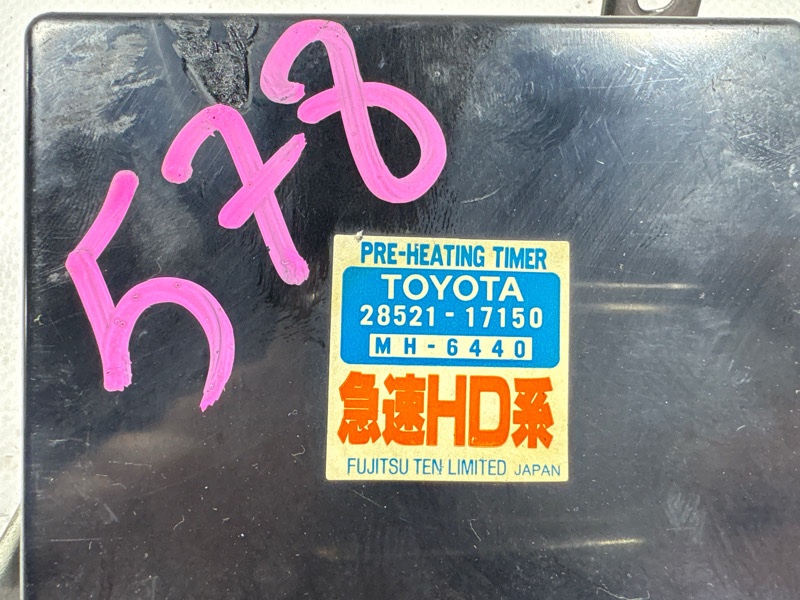 578
PRE-HEATING TIMER
TOYOTA
28521-17150
MH-6440
急速HD系
FUJITSU TEN LIMITED JAPAN